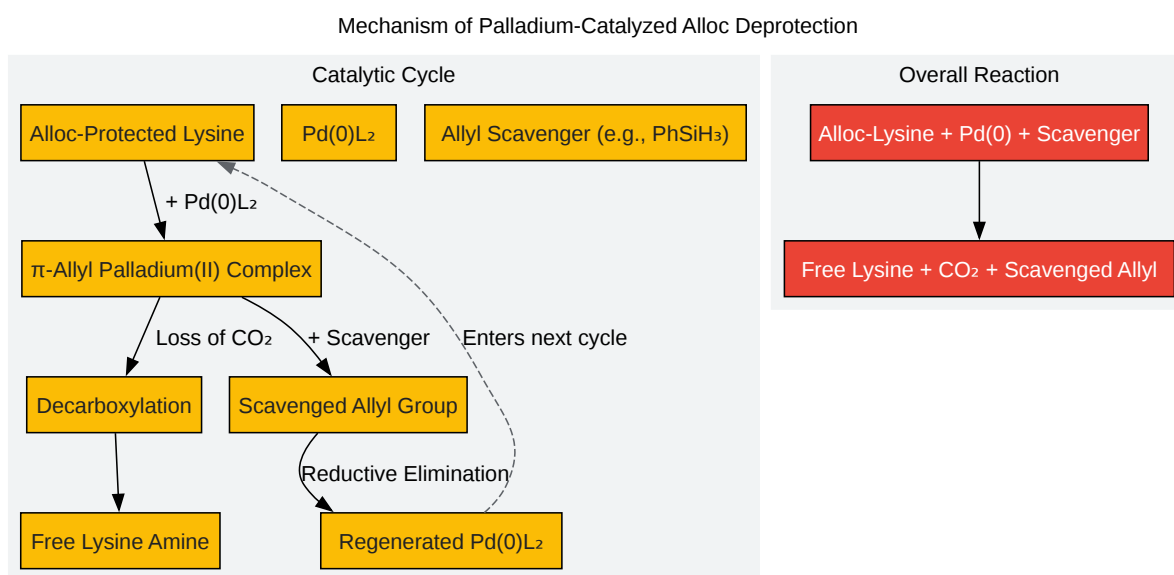 Mechanism of Palladium-Catalyzed Alloc Deprotection
Catalytic Cycle
Alloc-Protected Lysine
Pd(0)L₂
Allyl Scavenger (e.g., PhSiH₃)
+ Pd(0)L₂
π-Allyl Palladium(II) Complex
Loss of CO₂
+ Scavenger
Enters next cycle
Decarboxylation
Scavenged Allyl Group
Reductive Elimination
Free Lysine Amine
Regenerated Pd(0)L₂
Overall Reaction
Alloc-Lysine + Pd(0) + Scavenger
Free Lysine + CO₂ + Scavenged Allyl